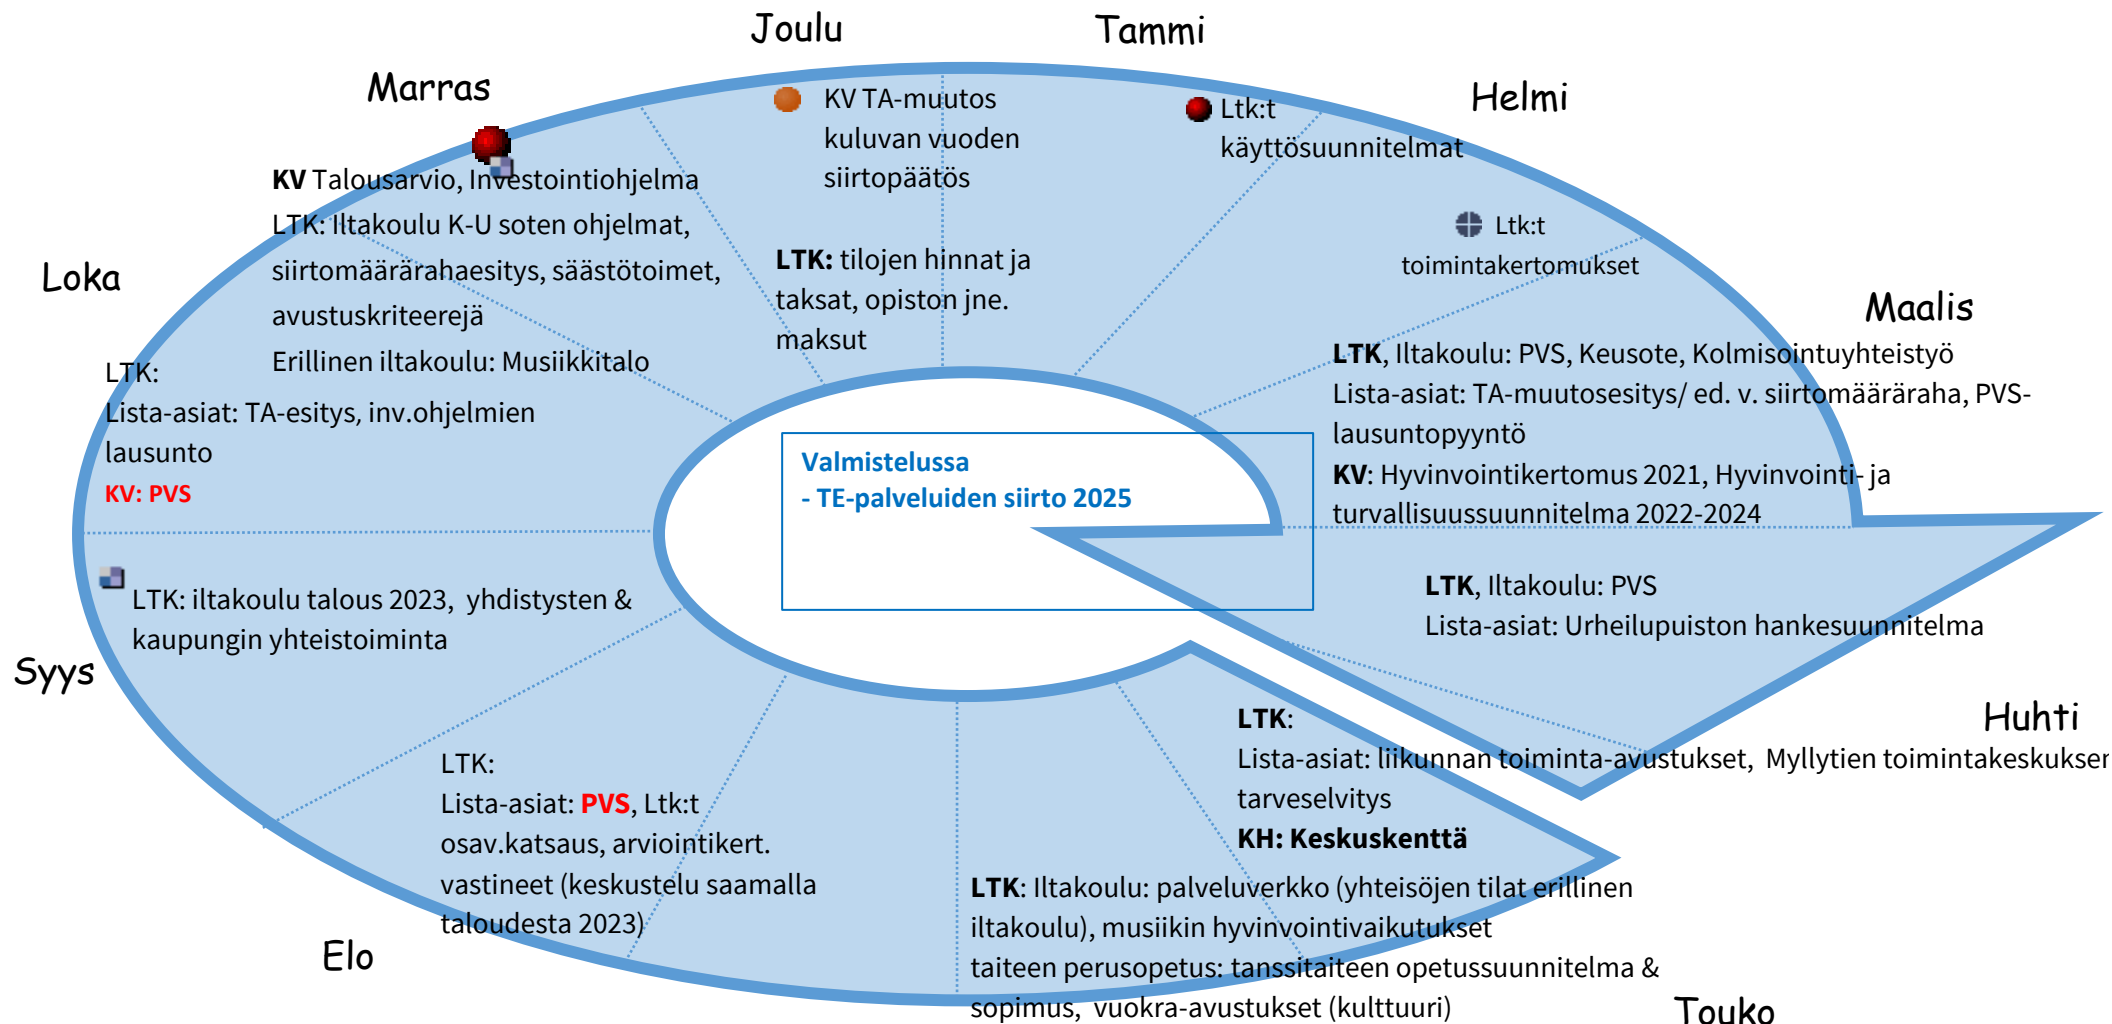 Joulu
Tammi
Marras
Helmi
KV TA-muutos
kuluvan vuoden
siirtopäätös
Ltk:t
käyttösuunnitelmat
KV Talousarvio, Investointiohjelma
LTK: Iltakoulu K-U soten ohjelmat,
siirtomäärärahaesitys, säästötoimet,
avustuskriteerejä
Erillinen iltakoulu: Musiikkitalo
LTK: tilojen hinnat ja
taksat, opiston jne.
maksut
Ltk:t
toimintakertomukset
Loka
Maalis
LTK:
Lista-asiat: TA-esitys, inv.ohjelmien
lausunto
KV: PVS
LTK, Iltakoulu: PVS, Keusote, Kolmisointuyhteistyö
Lista-asiat: TA-muutosesitys/ ed. v. siirtomääräraha, PVS-
lausuntopyyntö
KV: Hyvinvointikertomus 2021, Hyvinvointi- ja
turvallisuussuunnitelma 2022-2024
Valmistelussa
- TE-palveluiden siirto 2025
LTK: iltakoulu talous 2023, yhdistysten &
kaupungin yhteistoiminta
LTK, Iltakoulu: PVS
Lista-asiat: Urheilupuiston hankesuunnitelma
Syys
Huhti
LTK:
Lista-asiat: liikunnan toiminta-avustukset, Myllytien toimintakeskuksen
tarveselvitys
KH: Keskuskenttä
LTK:
Lista-asiat: PVS, Ltk:t
osav.katsaus, arviointikert.
vastineet (keskustelu saamalla
taloudesta 2023)
LTK: Iltakoulu: palveluverkko (yhteisöjen tilat erillinen
iltakoulu), musiikin hyvinvointivaikutukset
taiteen perusopetus: tanssitaiteen opetussuunnitelma &
sopimus, vuokra-avustukset (kulttuuri)
Elo
Touko